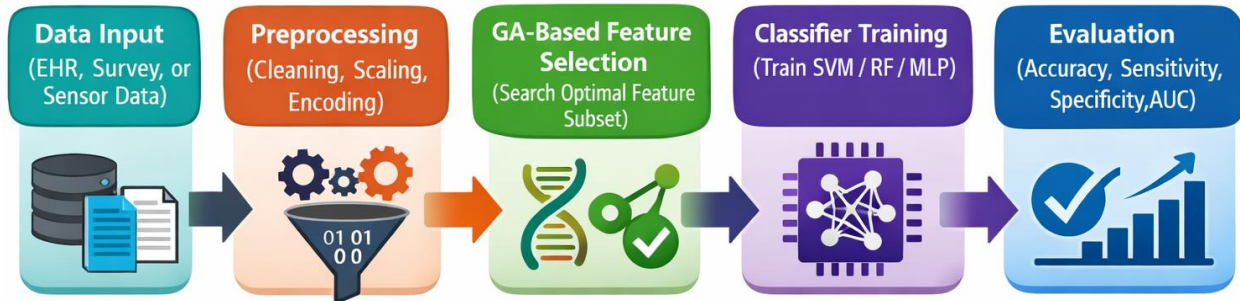 Data Input
(EHR, Survey, or
Sensor Data)
Preprocessing
(Cleaning, Scaling,
Encoding)
01 01
0 0
GA-Based Feature
Selection
(Search Optimal Feature
Subset)
Classifier Training
(Train SVM / RF / MLP)
Evaluation
(Accuracy, Sensitivity,
Specificity,AUC)